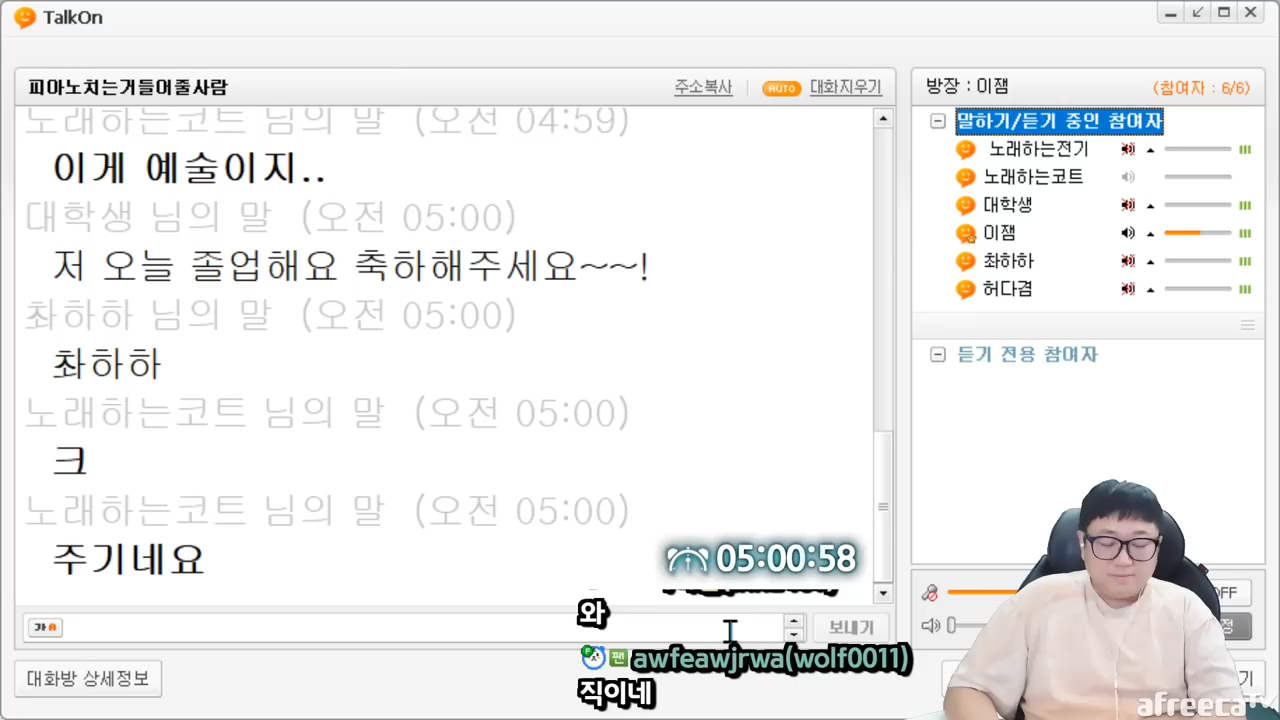 TalkOn
피아노치는거들어줄사람
주소복사
AUTO
대화지우기
노래하는코트 님의 말 (오전 04:59)
이게 예술이지..
대학생 님의 말 (오전 05:00)
저 오늘 졸업해요 축하해주세요~~!
촤하하 님의 말 (오전 05:00)
촤하하
노래하는코트 님의 말 (오전 05:00)
크
노래하는코트 님의 말 (오전 05:00)
주기네요
05:00:58
가A
보내기
와
팬 awfeawjrwa(wolf0011)
직이네
대화방 상세정보
방장 : 이잼
(참여자 : 6/6)
말하기/듣기 중인 참여자
노래하는전기
노래하는코트
대학생
이잼
촤하하
허다겸
듣기 전용 참여자
afreecaTV